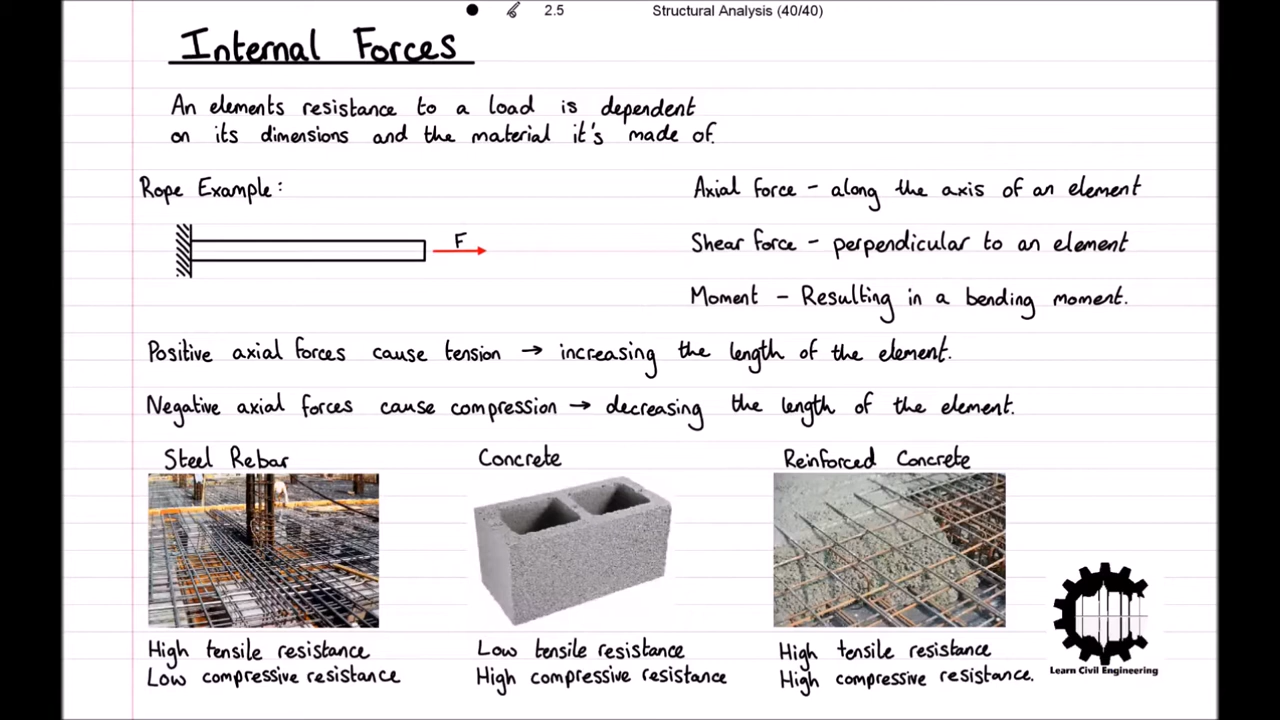 2.5
Structural Analysis (40/40)
Internal Forces
An elements resistance to a load is dependent
on its dimensions and the material it's made of.
Rope Example:
F
Axial Force - along the axis of an element
Shear Force - perpendicular to an element
Moment - Resulting in a bending moment.
Positive axial forces cause tension → increasing the length of the element.
Negative axial forces cause compression → decreasing the length of the element.
Steel Rebar
High tensile resistance
Low compressive resistance
Concrete
Low tensile resistance
High compressive resistance
Reinforced Concrete
High tensile resistance
High compressive resistance.
Learn Civil Engineering